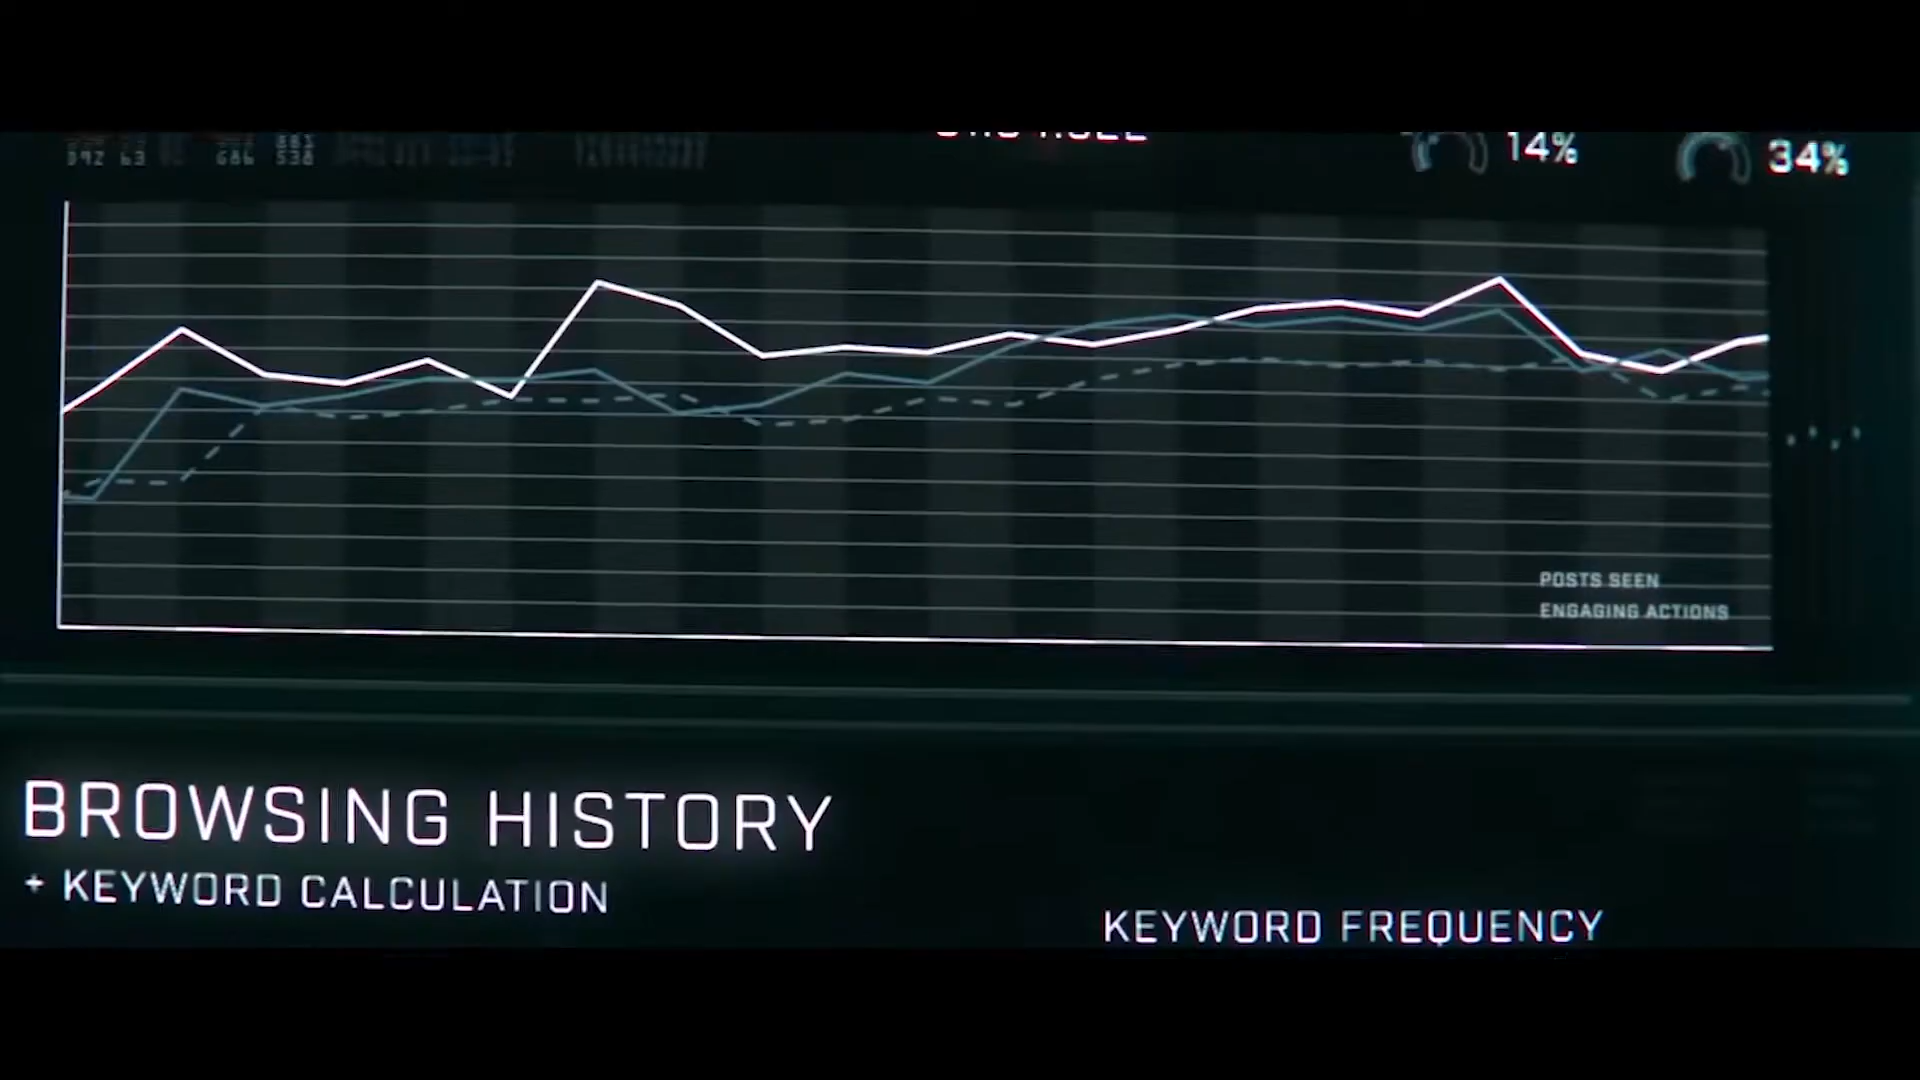 14%
34%
POSTS SEEN
ENGAGING ACTIONS
BROWSING HISTORY
+ KEYWORD CALCULATION
KEYWORD FREQUENCY